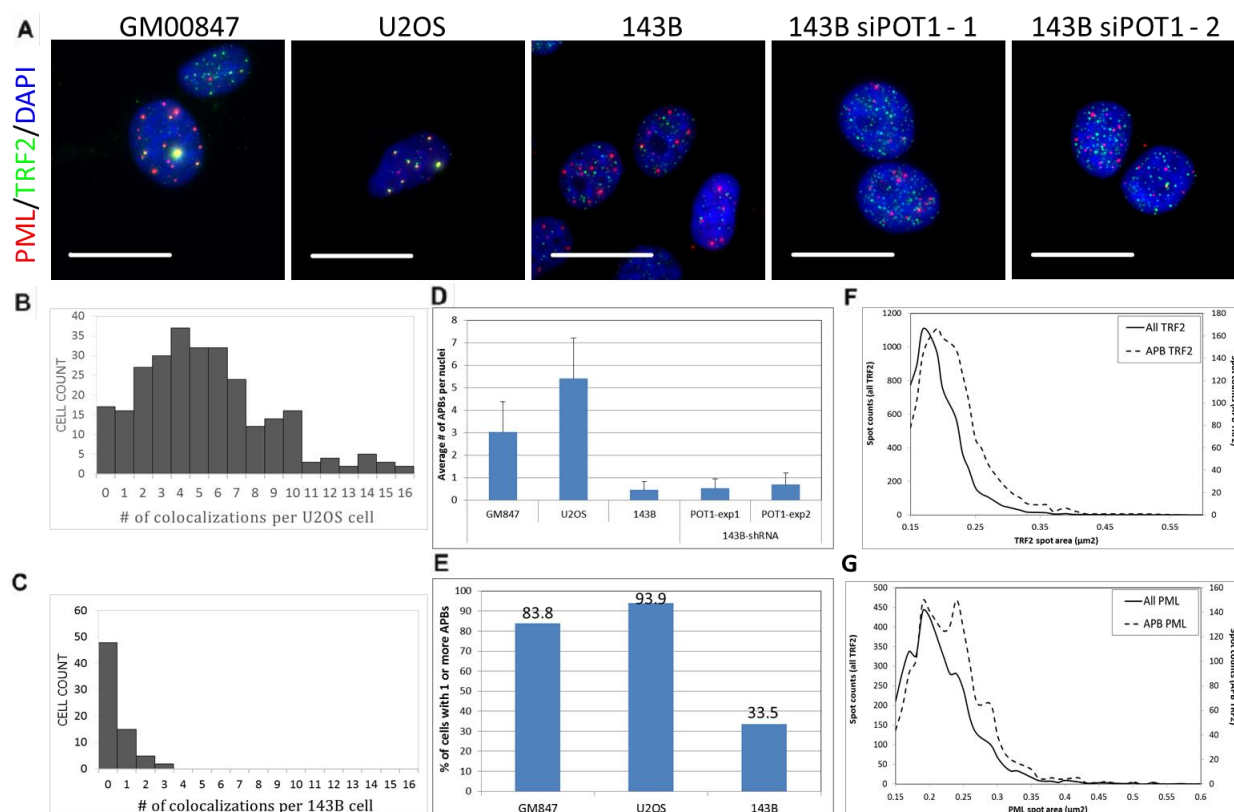 A
GM00847
U2OS
143B
143B siPOT1 - 1
143B siPOT1 - 2
PML/TRF2/DAPI
B
CELL COUNT
40
35
30
25
20
15
10
5
0
0 1 2 3 4 5 6 7 8 9 10 11 12 13 14 15 16
# of colocalizations per U2OS cell
C
CELL COUNT
60
50
40
30
20
10
0
0 1 2 3 4 5 6 7 8 9 10 11 12 13 14 15 16
# of colocalizations per 143B cell
D
Average # of APBs per nuclei
8
7
6
5
4
3
2
1
0
GM847 U2OS 143B POT1-exp1 POT1-exp2
143B-shRNA
E
% of cells with 1 or more APBs
100
90
80
70
60
50
40
30
20
10
0
83.8
93.9
33.5
GM847 U2OS 143B
F
Spot counts (all TRF2)
1200
1000
800
600
400
200
0
All TRF2
APB TRF2
180
160
140
120
100
80
60
40
20
0
0.15 0.25 0.35 0.45 0.55
TRF2 spot area (µm2)
G
Spot counts (all TRF2)
500
450
400
350
300
250
200
150
100
50
0
All PML
APB PML
160
140
120
100
80
60
40
20
0
0.15 0.2 0.25 0.3 0.35 0.4 0.45 0.5 0.55 0.6
PML spot area (µm2)